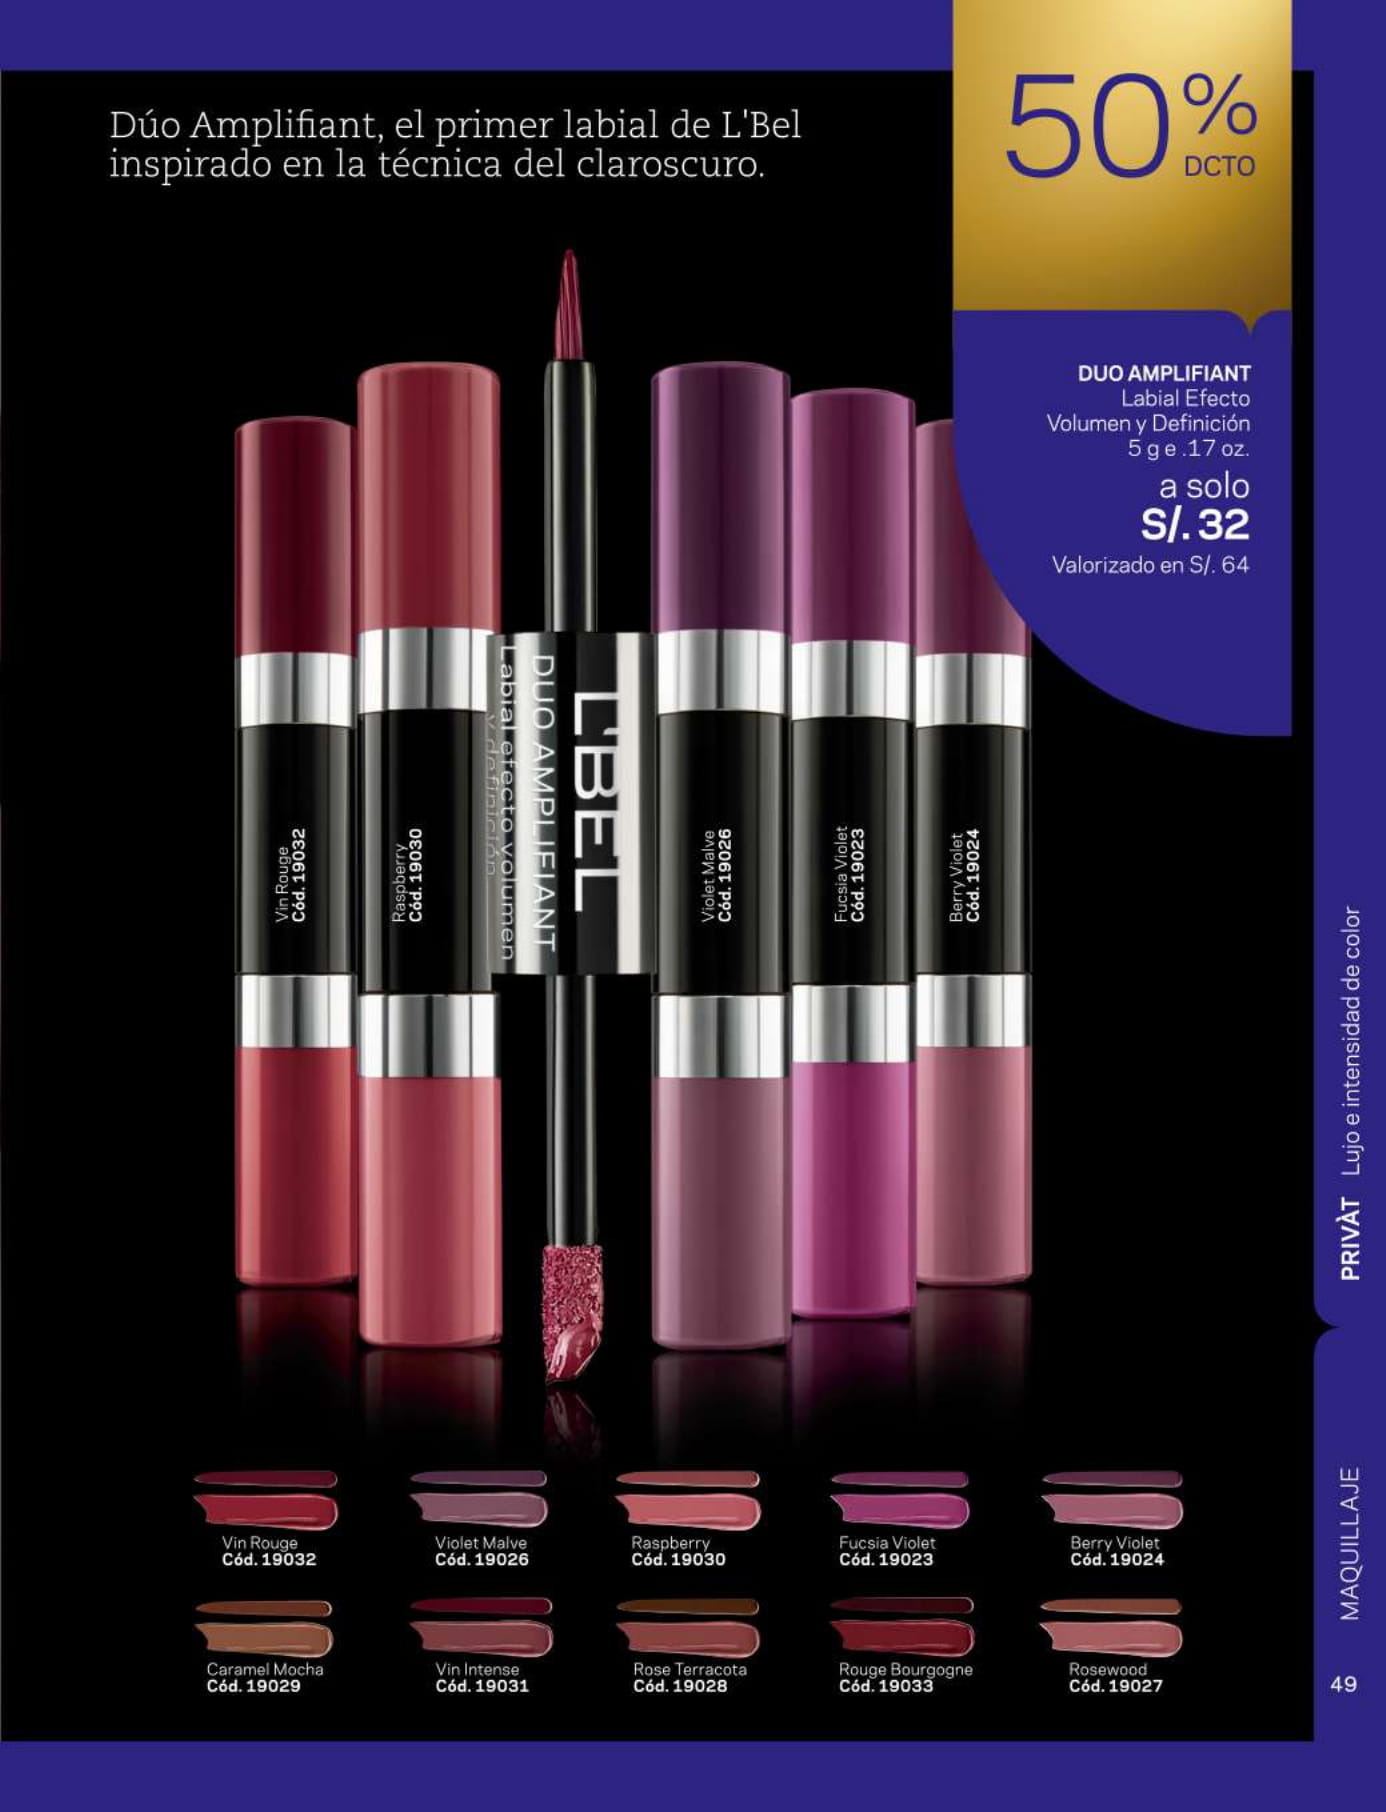 Dúo Amplifiant, el primer labial de L'Bel
inspirado en la técnica del claroscuro.
50%
DCTO
DUO AMPLIFIANT
Labial Efecto
Volumen y Definición
5 g e .17 oz.
a solo
S/. 32
Valorizado en S/. 64
Vin Rouge
Cód. 19032
Raspberry
Cód. 19030
L'BEL
DUO AMPLIFIANT
Labial efecto volumen
y definición
Violet Malve
Cód. 19026
Fucsia Violet
Cód. 19023
Berry Violet
Cód. 19024
Vin Rouge
Cód. 19032
Violet Malve
Cód. 19026
Raspberry
Cód. 19030
Fucsia Violet
Cód. 19023
Berry Violet
Cód. 19024
Caramel Mocha
Cód. 19029
Vin Intense
Cód. 19031
Rose Terracota
Cód. 19028
Rouge Bourgogne
Cód. 19033
Rosewood
Cód. 19027
PRIVÀT Lujo e intensidad de color
MAQUILLAJE
49